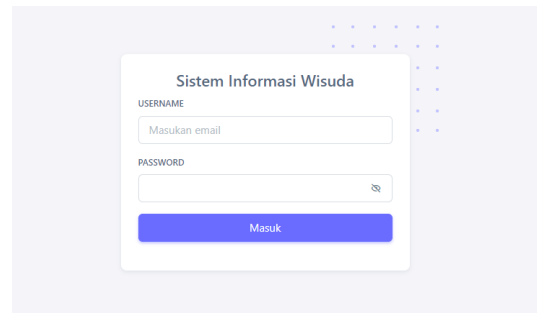 Sistem Informasi Wisuda
USERNAME
Masukan email
PASSWORD
Masuk